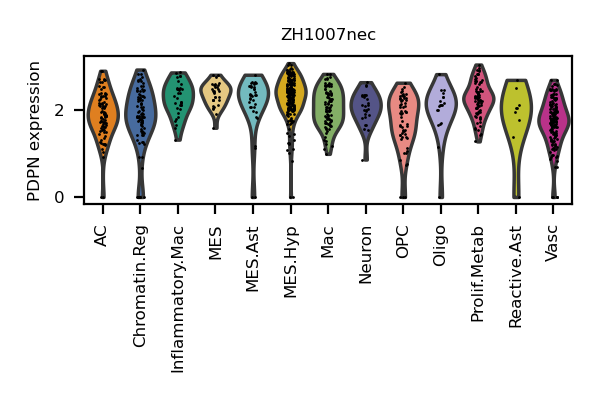 ZH1007nec
PDPN expression
2
0
AC
Chromatin.Reg
Inflammatory.Mac
MES
MES.Ast
MES.Hyp
Mac
Neuron
OPC
Oligo
Prolif.Metab
Reactive.Ast
Vasc